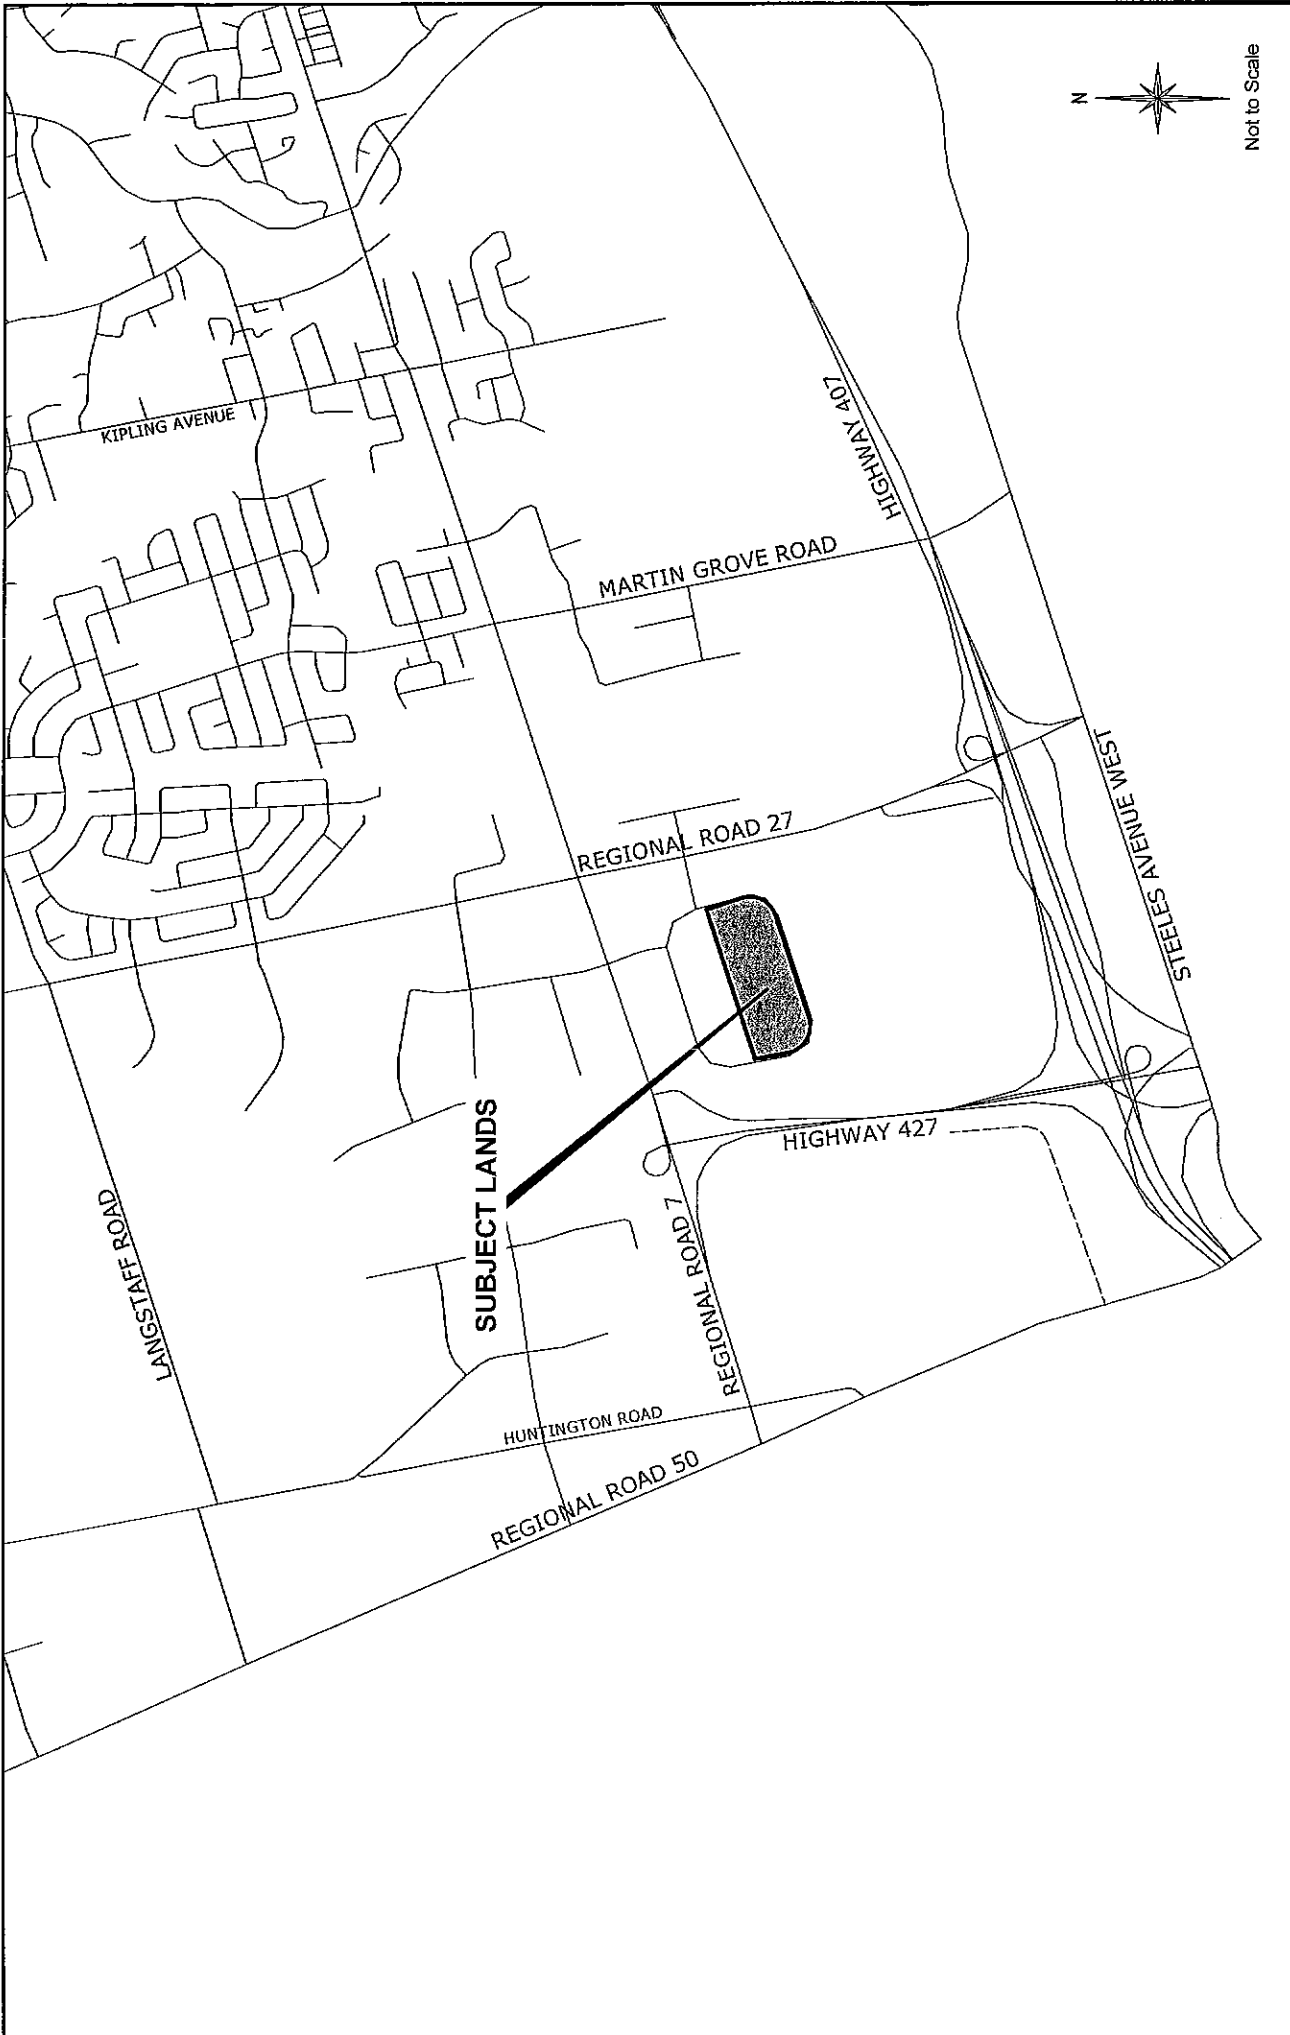 N
Not to Scale
KIPLING AVENUE
HIGHWAY 407
MARTIN GROVE ROAD
REGIONAL ROAD 27
STEELES AVENUE WEST
SUBJECT LANDS
HIGHWAY 427
LANGSTAFF ROAD
REGIONAL ROAD 7
HUNTINGTON ROAD
REGIONAL ROAD 50